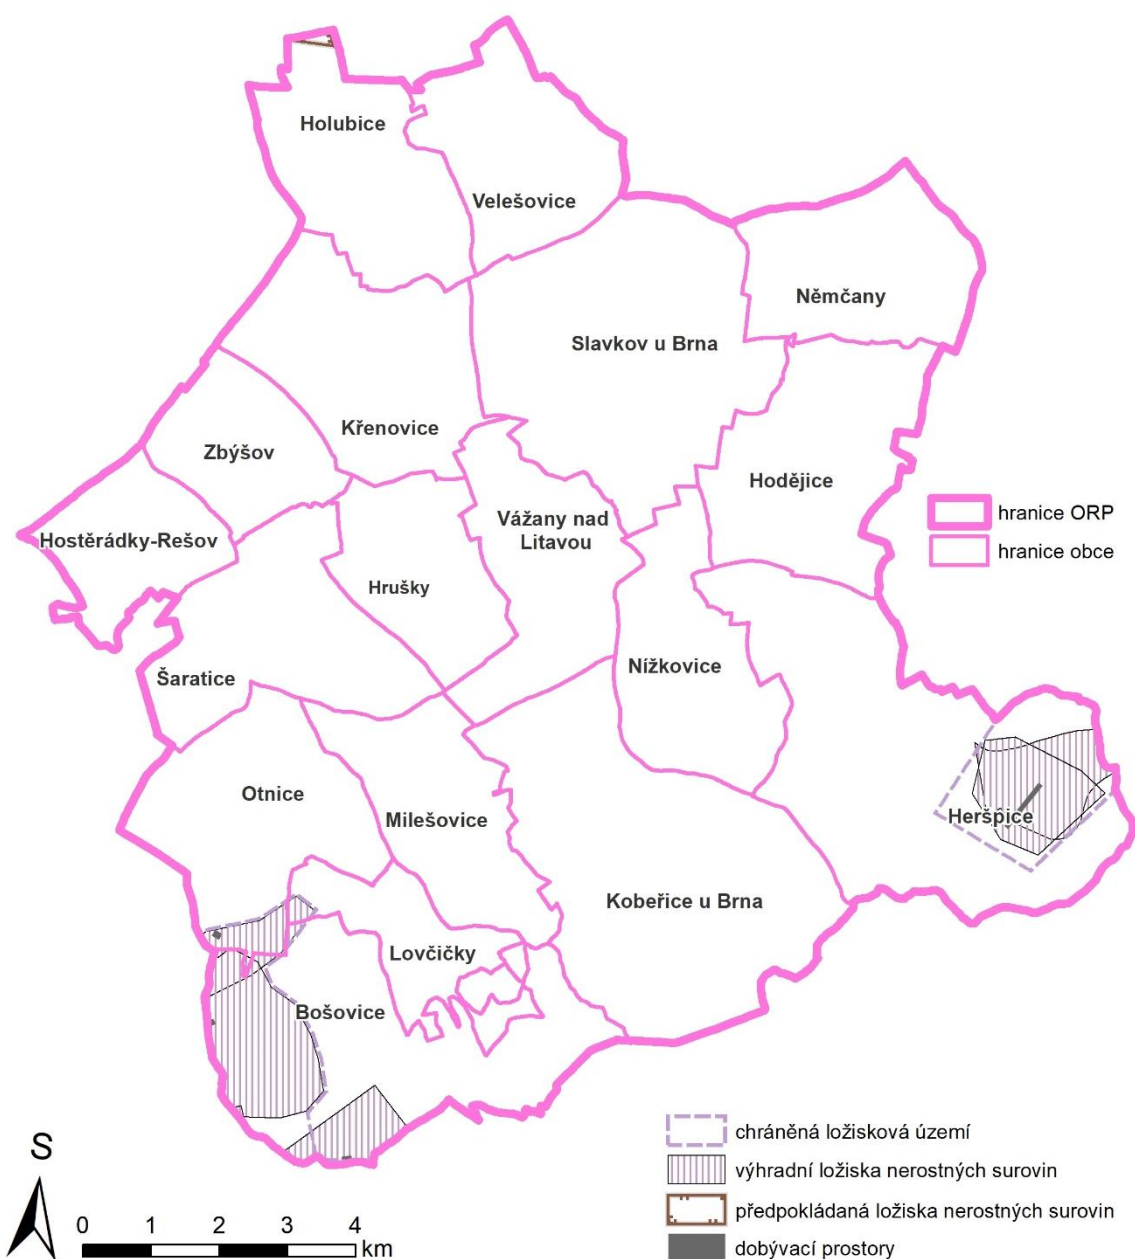 Holubice
Velešovice
Němčany
Slavkov u Brna
Křenovice
Zbýšov
Hodějice
hranice ORP
Vážany nad
Litavou
Hostěrádky-Rešov
hranice obce
Hrušky
Nížkovice
Šaratice
Otnice
Milešovice
Heršpice
Kobeřice u Brna
Lovčičky
Bošovice
chráněná ložisková území
výhradní ložiska nerostných surovin
předpokládaná ložiska nerostných surovin
dobývací prostory
S
0 1 2 3 4
km